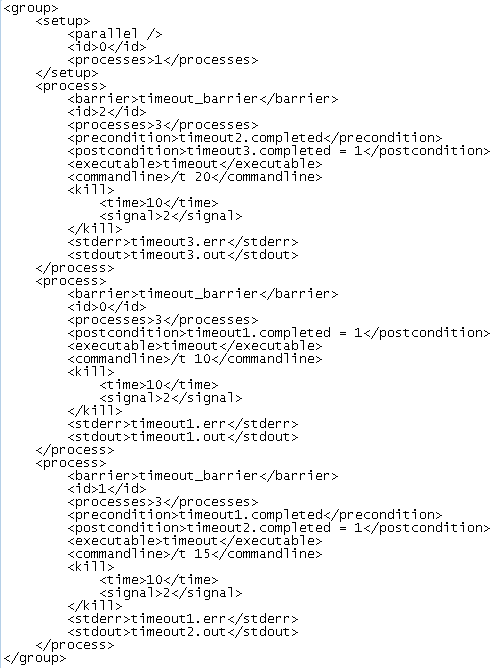 <group>
    <setup>
        <parallel />
        <id>0</id>
        <processes>1</processes>
    </setup>
    <process>
        <barrier>timeout_barrier</barrier>
        <id>2</id>
        <processes>3</processes>
        <precondition>timeout2.completed</precondition>
        <postcondition>timeout3.completed = 1</postcondition>
        <executable>timeout</executable>
        <commandline>/t 20</commandline>
        <kill>
            <time>10</time>
            <signal>2</signal>
        </kill>
        <stderr>timeout3.err</stderr>
        <stdout>timeout3.out</stdout>
    </process>
    <process>
        <barrier>timeout_barrier</barrier>
        <id>0</id>
        <processes>3</processes>
        <postcondition>timeout1.completed = 1</postcondition>
        <executable>timeout</executable>
        <commandline>/t 10</commandline>
        <kill>
            <time>10</time>
            <signal>2</signal>
        </kill>
        <stderr>timeout1.err</stderr>
        <stdout>timeout1.out</stdout>
    </process>
    <process>
        <barrier>timeout_barrier</barrier>
        <id>1</id>
        <processes>3</processes>
        <precondition>timeout1.completed</precondition>
        <postcondition>timeout2.completed = 1</postcondition>
        <executable>timeout</executable>
        <commandline>/t 15</commandline>
        <kill>
            <time>10</time>
            <signal>2</signal>
        </kill>
        <stderr>timeout1.err</stderr>
        <stdout>timeout2.out</stdout>
    </process>
</group>